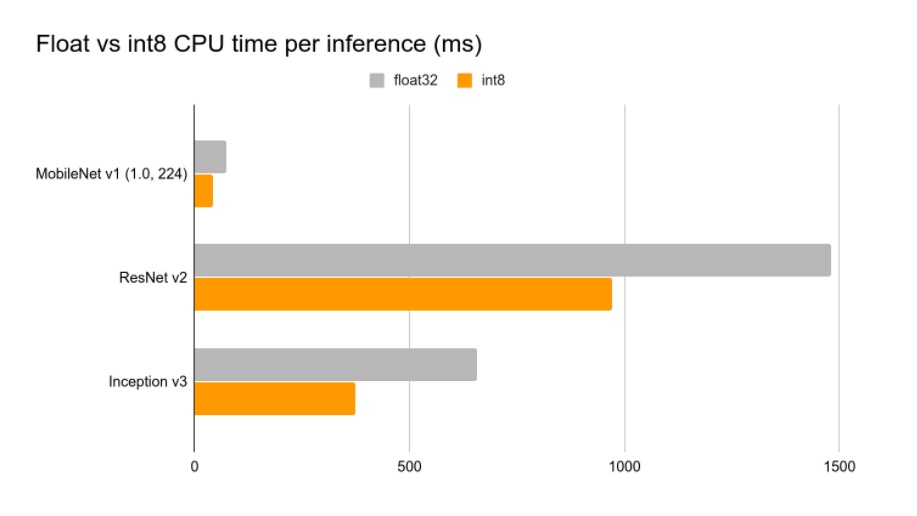 Float vs int8 CPU time per inference (ms)
float32 int8
MobileNet v1 (1.0, 224)
ResNet v2
Inception v3
0 500 1000 1500